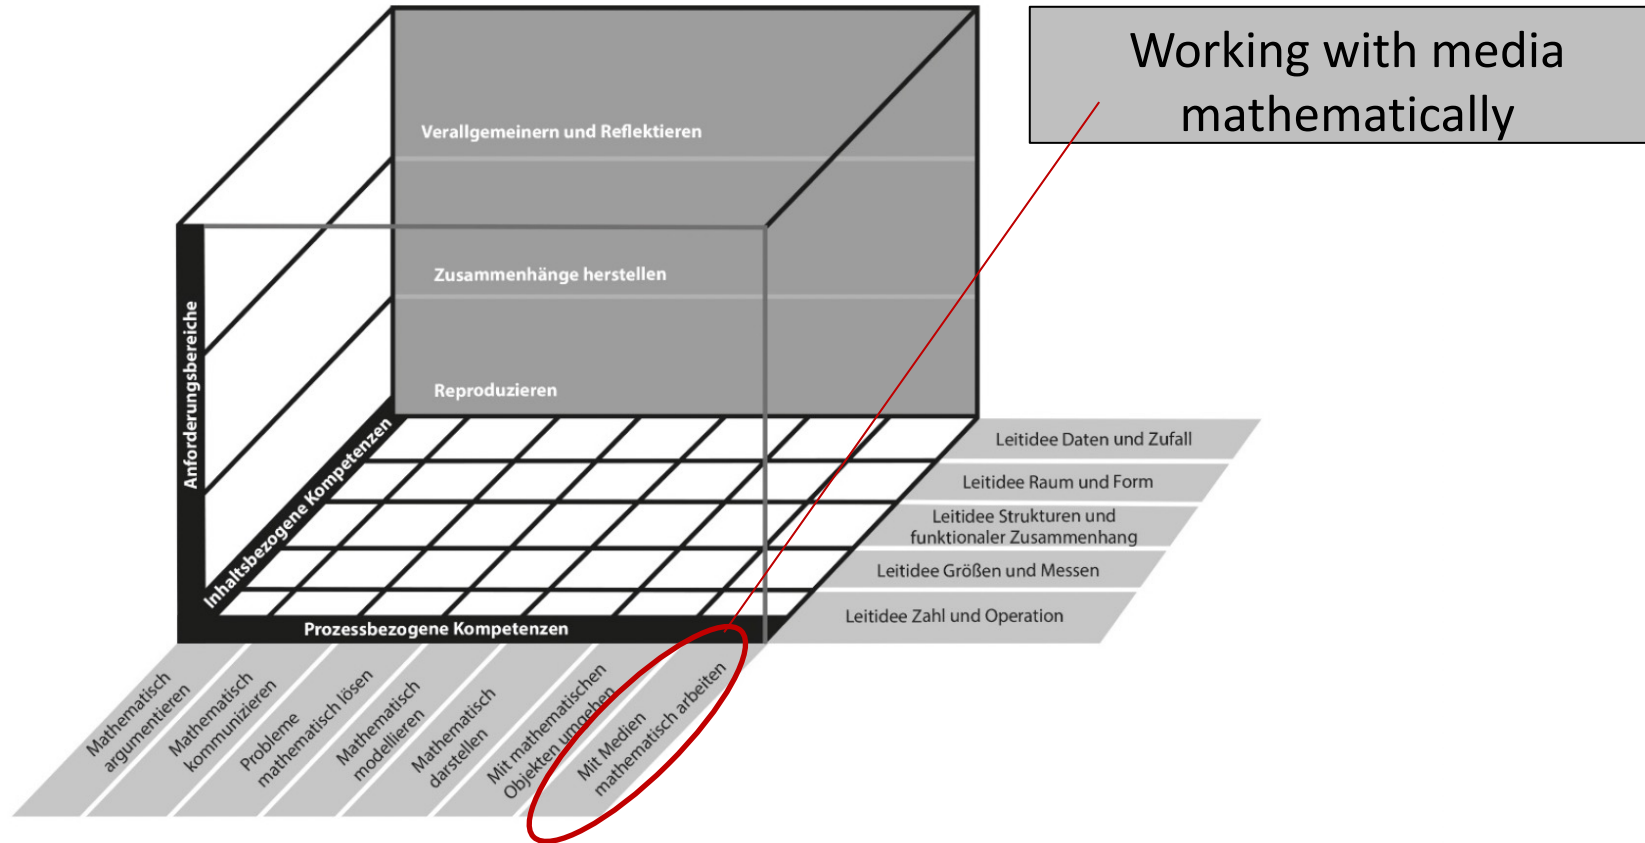 Working with media
mathematically
Verallgemeinern und Reflektieren
Zusammenhänge herstellen
Reproduzieren
Anforderungsbereiche
Inhaltsbezogene Kompetenzen
Prozessbezogene Kompetenzen
Leitidee Daten und Zufall
Leitidee Raum und Form
Leitidee Strukturen und
funktionaler Zusammenhang
Leitidee Größen und Messen
Leitidee Zahl und Operation
Mathematisch
argumentieren
Mathematisch
kommunizieren
Probleme
mathematisch lösen
Mathematisch
modellieren
Mathematisch
darstellen
Mit mathematischen
Objekten umgehen
Mit Medien
mathematisch arbeiten